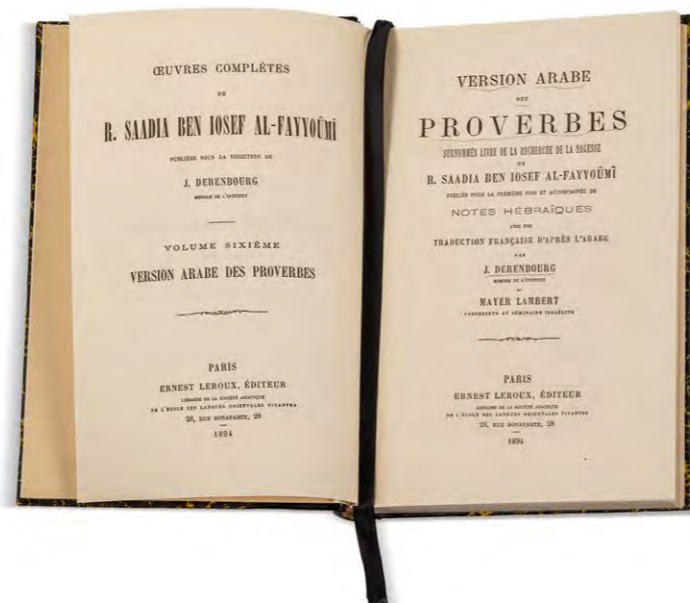 ŒUVRES COMPLÈTES
DE
R. SAADIA BEN IOSEF AL-FAYYOÛMÎ
PUBLIÉES SOUS LA DIRECTION DE
J. DERENBOURG
MEMBRE DE L'INSTITUT
VOLUME SIXIÈME
VERSION ARABE DES PROVERBES
PARIS
ERNEST LEROUX, ÉDITEUR
LIBRAIRE DE LA SOCIÉTÉ ASIATIQUE
DE L'ÉCOLE DES LANGUES ORIENTALES VIVANTES
28, RUE BONAPARTE, 28
1894
VERSION ARABE
DES
PROVERBES
SURNOMMÉS LIVRE DE LA RECHERCHE DE LA SAGESSE
DE
R. SAADIA BEN IOSEF AL-FAYYOÛMÎ
PUBLIÉE POUR LA PREMIÈRE FOIS ET ACCOMPAGNÉE DE
NOTES HÉBRAÏQUES
AVEC UNE
TRADUCTION FRANÇAISE D'APRÈS L'ARABE
PAR
J. DERENBOURG
MEMBRE DE L'INSTITUT
ET
MAYER LAMBERT
PROFESSEUR AU SÉMINAIRE ISRAÉLITE
PARIS
ERNEST LEROUX, ÉDITEUR
LIBRAIRE DE LA SOCIÉTÉ ASIATIQUE
DE L'ÉCOLE DES LANGUES ORIENTALES VIVANTES
28, RUE BONAPARTE, 28
1894